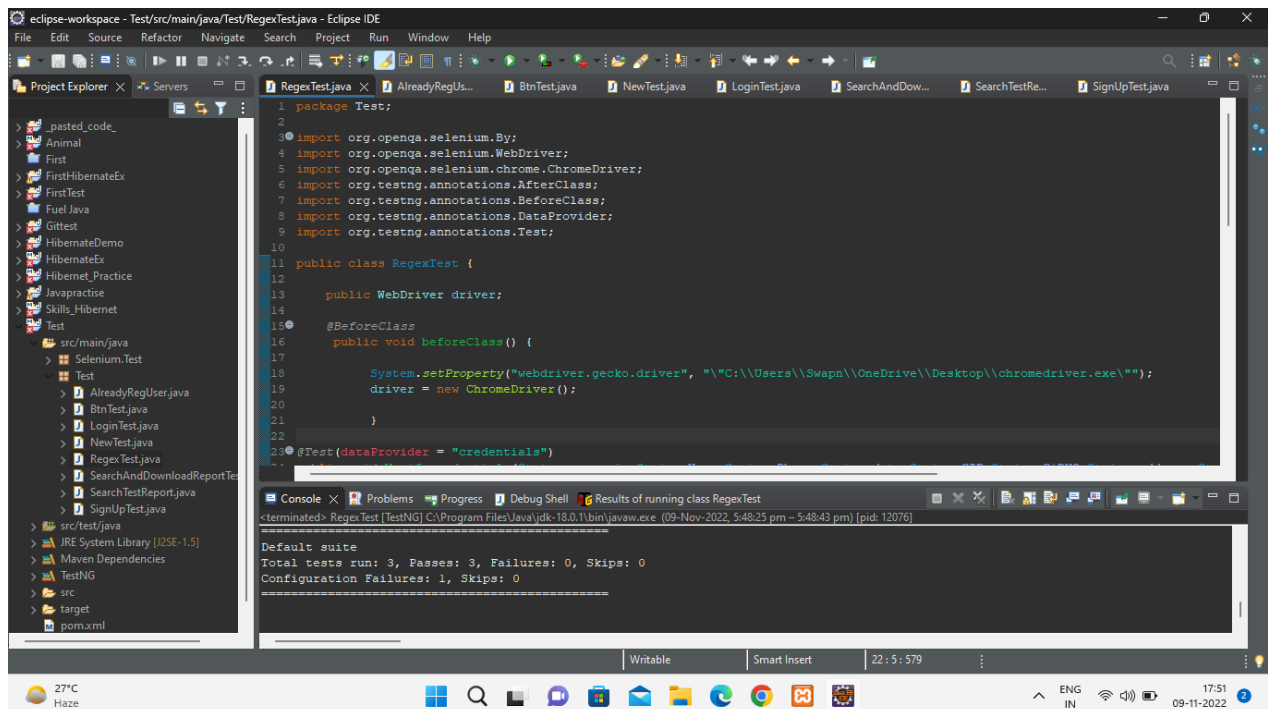 eclipse-workspace - Test/src/main/java/Test/RegexTest.java - Eclipse IDE
File Edit Source Refactor Navigate Search Project Run Window Help
Project Explorer Servers
RegexTest.java AlreadyRegUs... BtnTest.java NewTest.java LoginTest.java SearchAndDow... SearchTestRe... SignUpTest.java
_pasted_code_
Animal
First
FirstHibernateEx
FirstTest
Fuel Java
Gittest
HibernateDemo
HibernateEx
Hibernet_Practice
Javapractise
Skills_Hibernet
Test
src/main/java
Selenium.Test
Test
AlreadyRegUser.java
BtnTest.java
LoginTest.java
NewTest.java
RegexTest.java
SearchAndDownloadReportTes
SearchTestReport.java
SignUpTest.java
src/test/java
JRE System Library [J2SE-1.5]
Maven Dependencies
TestNG
src
target
pom.xml
1 package Test;
2
3 import org.openqa.selenium.By;
4 import org.openqa.selenium.WebDriver;
5 import org.openqa.selenium.chrome.ChromeDriver;
6 import org.testng.annotations.AfterClass;
7 import org.testng.annotations.BeforeClass;
8 import org.testng.annotations.DataProvider;
9 import org.testng.annotations.Test;
10
11 public class RegexTest {
12
13 public WebDriver driver;
14
15 @BeforeClass
16 public void beforeClass() {
17
18 System.setProperty("webdriver.gecko.driver", "\"C:\\Users\\Swapn\\OneDrive\\Desktop\\chromedriver.exe\"");
19 driver = new ChromeDriver();
20
21 }
22
23 @Test(dataProvider = "credentials")
Console Problems Progress Debug Shell Results of running class RegexTest
<terminated> RegexTest [TestNG] C:\Program Files\Java\jdk-18.0.1\bin\javaw.exe (09-Nov-2022, 5:48:25 pm – 5:48:43 pm) [pid: 12076]
===============================================
Default suite
Total tests run: 3, Passes: 3, Failures: 0, Skips: 0
Configuration Failures: 1, Skips: 0
===============================================
Writable Smart Insert 22 : 5 : 579
27°C
Haze
ENG
IN
17:51
09-11-2022
2